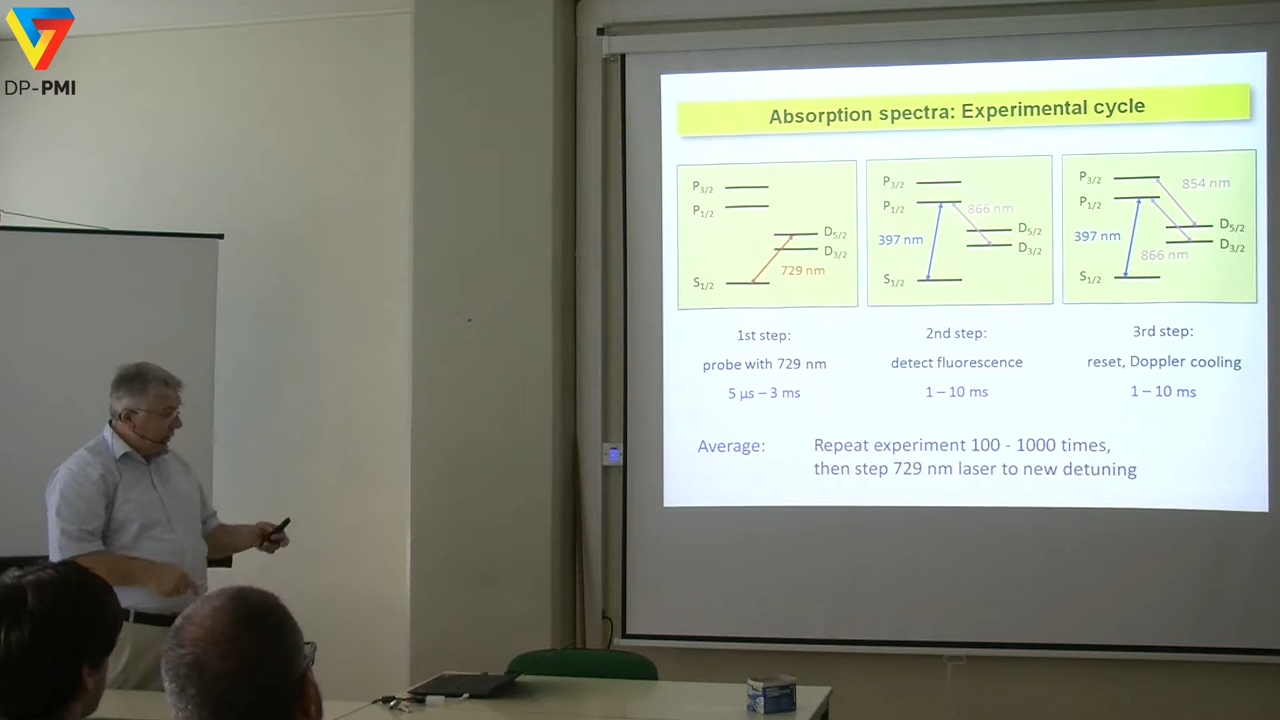 DP-PMI
Absorption spectra: Experimental cycle
P3/2
P1/2
D5/2
D3/2
729 nm
S1/2
P3/2
P1/2
866 nm
397 nm
D5/2
D3/2
S1/2
P3/2
854 nm
P1/2
D5/2
397 nm
D3/2
866 nm
S1/2
1st step:
probe with 729 nm
5 µs – 3 ms
2nd step:
detect fluorescence
1 – 10 ms
3rd step:
reset, Doppler cooling
1 – 10 ms
Average:
Repeat experiment 100 - 1000 times,
then step 729 nm laser to new detuning